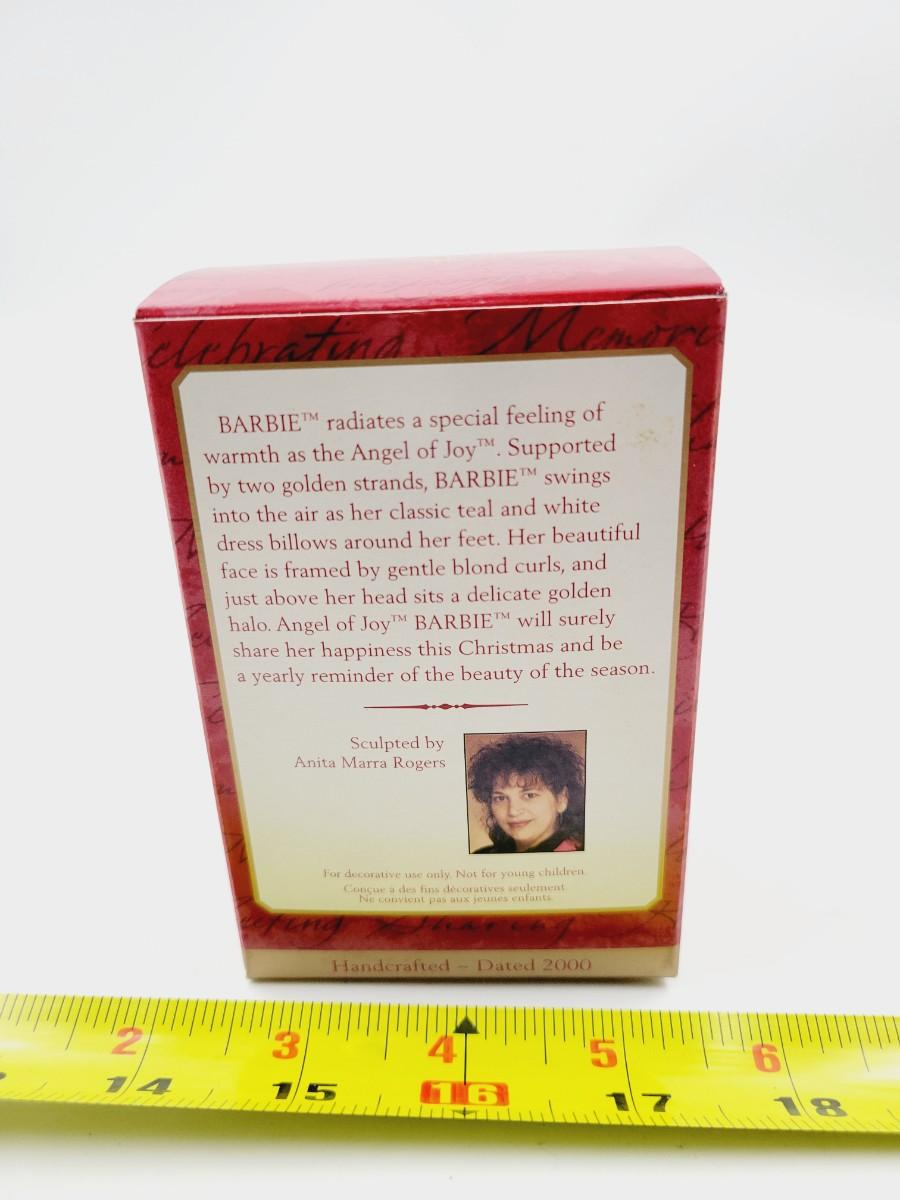 elebrating Memori
BARBIE™ radiates a special feeling of
warmth as the Angel of Joy™. Supported
by two golden strands, BARBIE™ swings
into the air as her classic teal and white
dress billows around her feet. Her beautiful
face is framed by gentle blond curls, and
just above her head sits a delicate golden
halo. Angel of Joy™ BARBIE™ will surely
share her happiness this Christmas and be
a yearly reminder of the beauty of the season.
Sculpted by
Anita Marra Rogers
For decorative use only. Not for young children.
Conçue à des fins décoratives seulement.
Ne convient pas aux jeunes enfants.
eeting Sharing
Handcrafted ~ Dated 2000
2 3 4 5 6
14 15 16 17 18